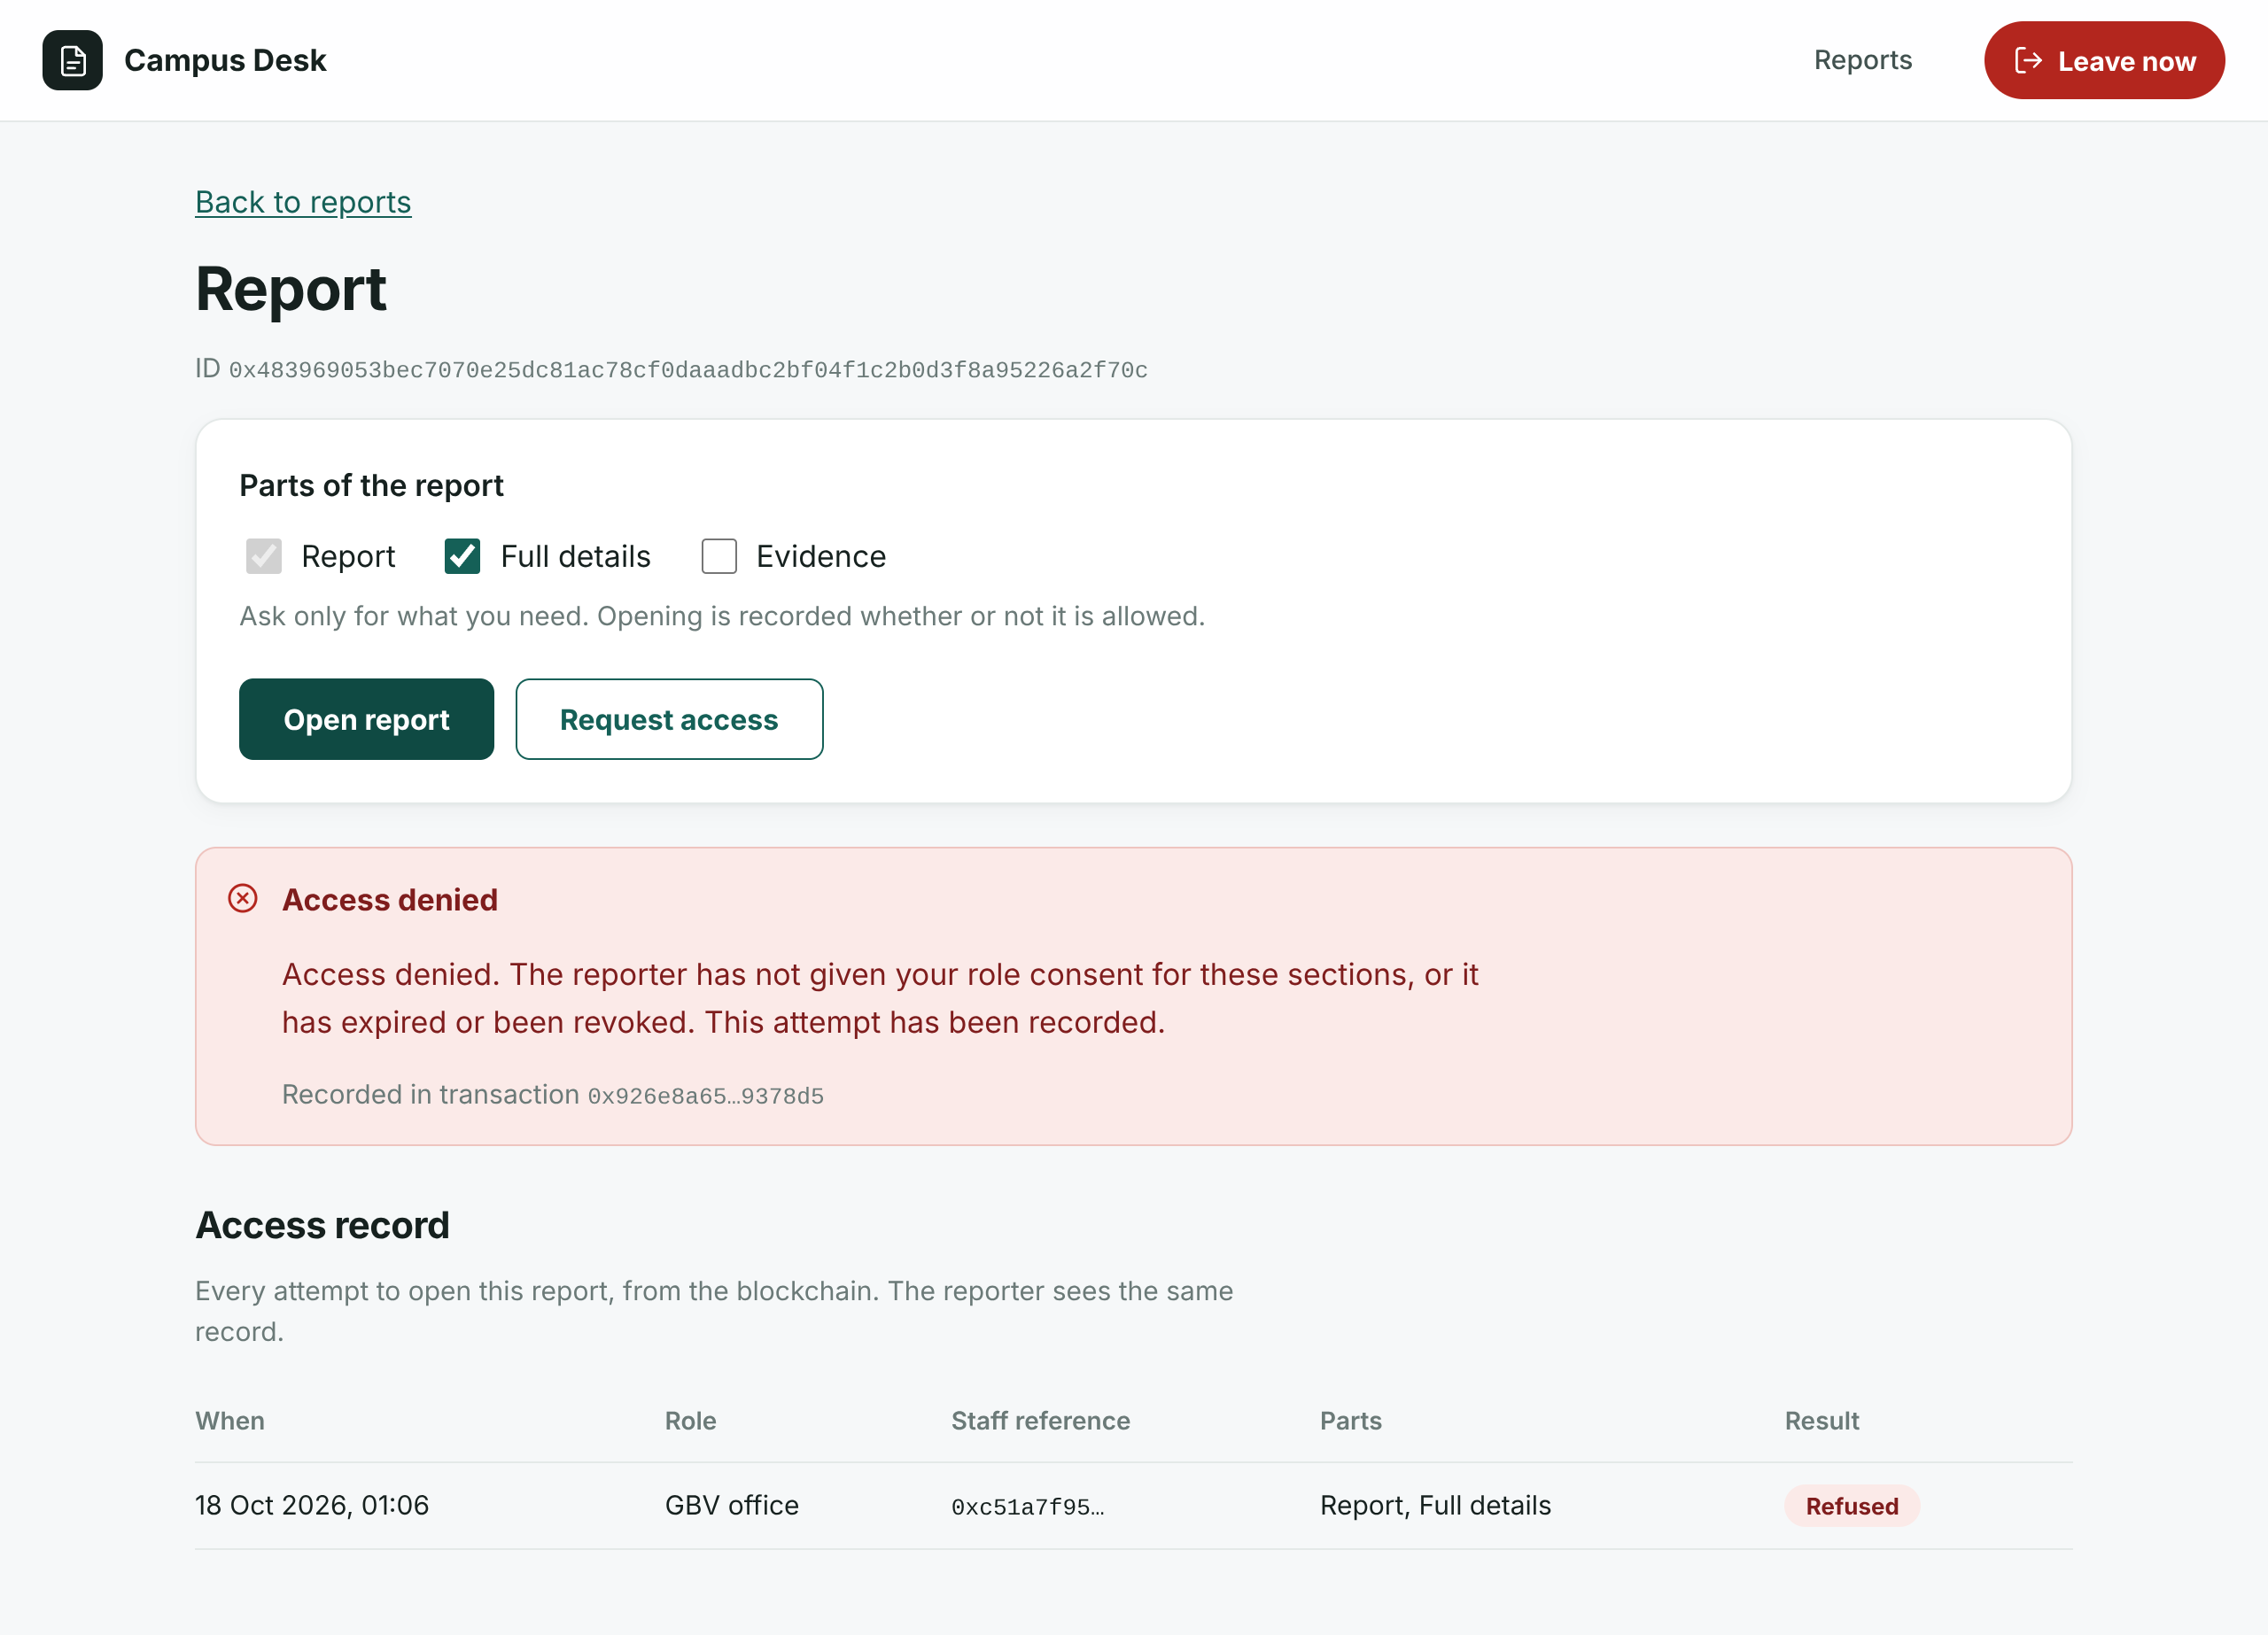 Campus Desk
Reports
Leave now
Back to reports
Report
ID 0x483969053bec7070e25dc81ac78cf0daaadbc2bf04f1c2b0d3f8a95226a2f70c
Parts of the report
Report
Full details
Evidence
Ask only for what you need. Opening is recorded whether or not it is allowed.
Open report
Request access
Access denied
Access denied. The reporter has not given your role consent for these sections, or it
has expired or been revoked. This attempt has been recorded.
Recorded in transaction 0x926e8a65…9378d5
Access record
Every attempt to open this report, from the blockchain. The reporter sees the same
record.
When Role Staff reference Parts Result
18 Oct 2026, 01:06 GBV office 0xc51a7f95… Report, Full details Refused